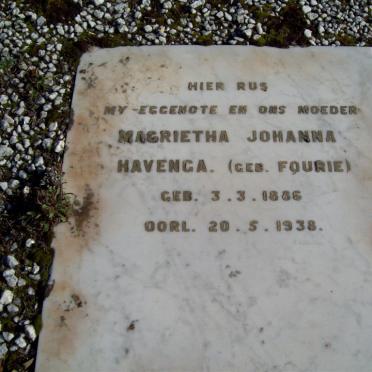 HIER RUS
MY-EGGENOTE EN ONS MOEDER
MAGRIETHA JOHANNA
HAVENGA. (GEB. FOURIE)
GEB. 3.3.1886
OORL. 20.5.1938.